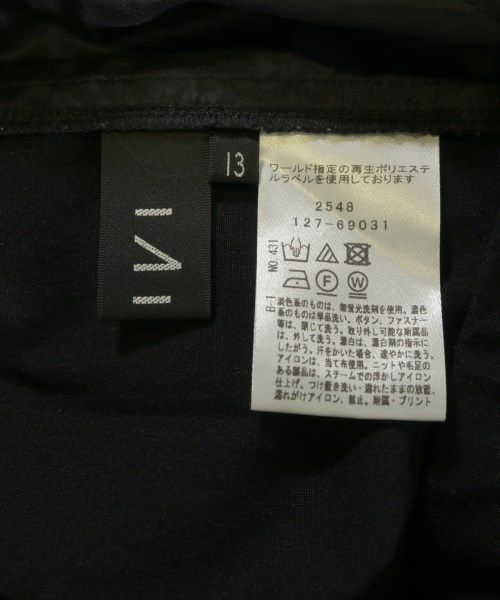 13
IVI
ワールド指定の再生ポリエステ
ルラベルを使用しております
2548
127-69031
NO.431
F
W
B-1
淡色系のものは、無蛍光洗剤を使用。濃色
系のものは単品洗い。ボタン、ファスナー
等は、閉じて洗う。取り外し可能な附属品
は、外して洗う。漂白は、漂白剤の指示に
したがう。汗をかいた場合、速やかに洗う。
アイロンは、当て布使用。ニットや毛足の
ある製品は、スチームでの浮かしアイロン
仕上げ。つけ置き洗い・濡れたままの放置、
濡れがけアイロン、禁止。附属・プリント